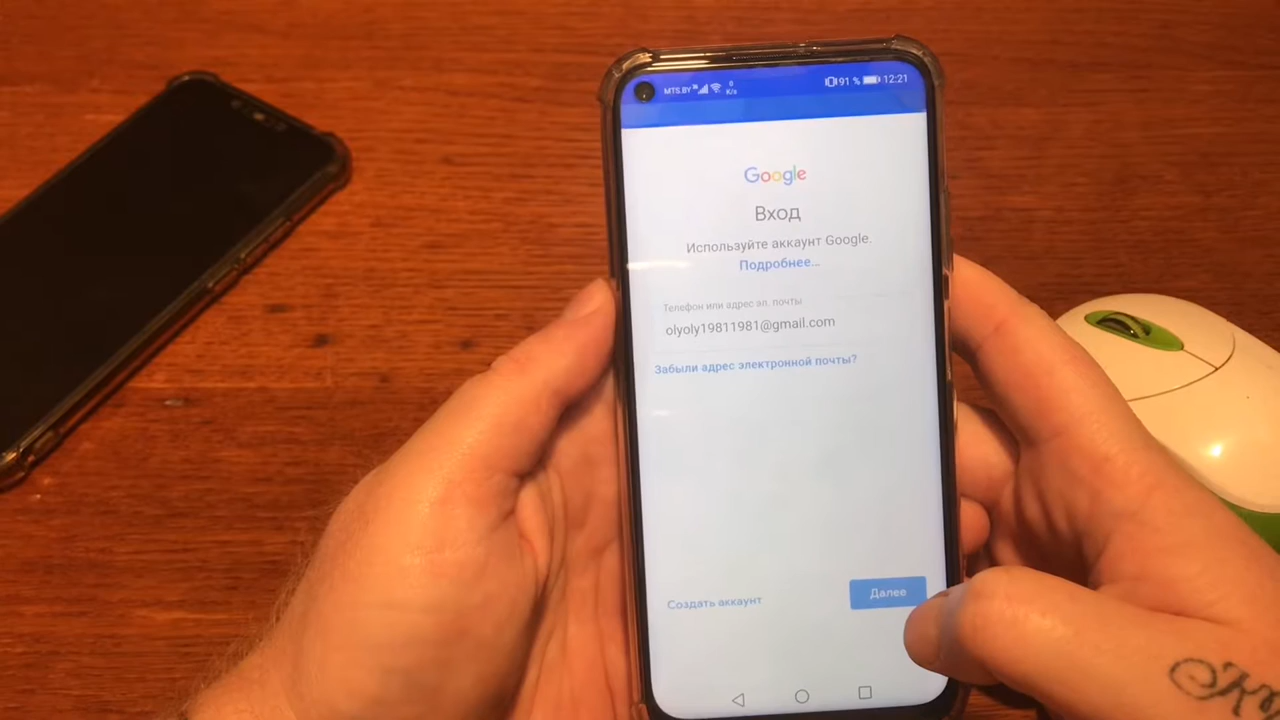 MTS.BY 0 K/s 91 % 12:21
Google
Вход
Используйте аккаунт Google.
Подробнее...
Телефон или адрес эл. почты
olyoly19811981@gmail.com
Забыли адрес электронной почты?
Создать аккаунт Далее